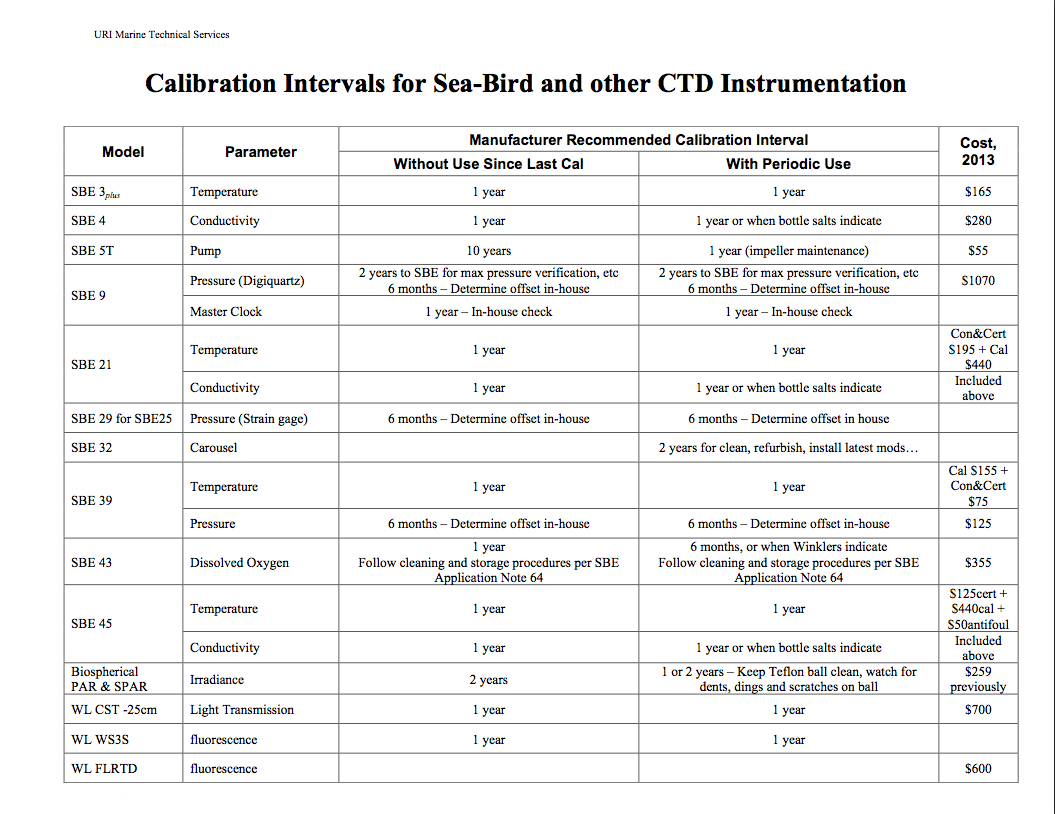 URI Marine Technical Services
Calibration Intervals for Sea-Bird and other CTD Instrumentation
Model Parameter Manufacturer Recommended Calibration Interval Cost, 2013
Without Use Since Last Cal With Periodic Use
SBE 3plus Temperature 1 year 1 year $165
SBE 4 Conductivity 1 year 1 year or when bottle salts indicate $280
SBE 5T Pump 10 years 1 year (impeller maintenance) $55
SBE 9 Pressure (Digiquartz) 2 years to SBE for max pressure verification, etc 2 years to SBE for max pressure verification, etc $1070
6 months – Determine offset in-house 6 months – Determine offset in-house
Master Clock 1 year – In-house check 1 year – In-house check
SBE 21 Temperature 1 year 1 year Con&Cert $195 + Cal $440
Conductivity 1 year 1 year or when bottle salts indicate Included above
SBE 29 for SBE25 Pressure (Strain gage) 6 months – Determine offset in-house 6 months – Determine offset in house
SBE 32 Carousel 2 years for clean, refurbish, install latest mods…
SBE 39 Temperature 1 year 1 year Cal $155 + Con&Cert $75
Pressure 6 months – Determine offset in-house 6 months – Determine offset in-house $125
SBE 43 Dissolved Oxygen 1 year 6 months, or when Winklers indicate $355
Follow cleaning and storage procedures per SBE Follow cleaning and storage procedures per SBE
Application Note 64 Application Note 64
SBE 45 Temperature 1 year 1 year $125cert + $440cal + $50antifoul
Conductivity 1 year 1 year or when bottle salts indicate Included above
Biospherical PAR & SPAR Irradiance 2 years 1 or 2 years – Keep Teflon ball clean, watch for $259 previously
dents, dings and scratches on ball
WL CST -25cm Light Transmission 1 year 1 year $700
WL WS3S fluorescence 1 year 1 year
WL FLRTD fluorescence $600